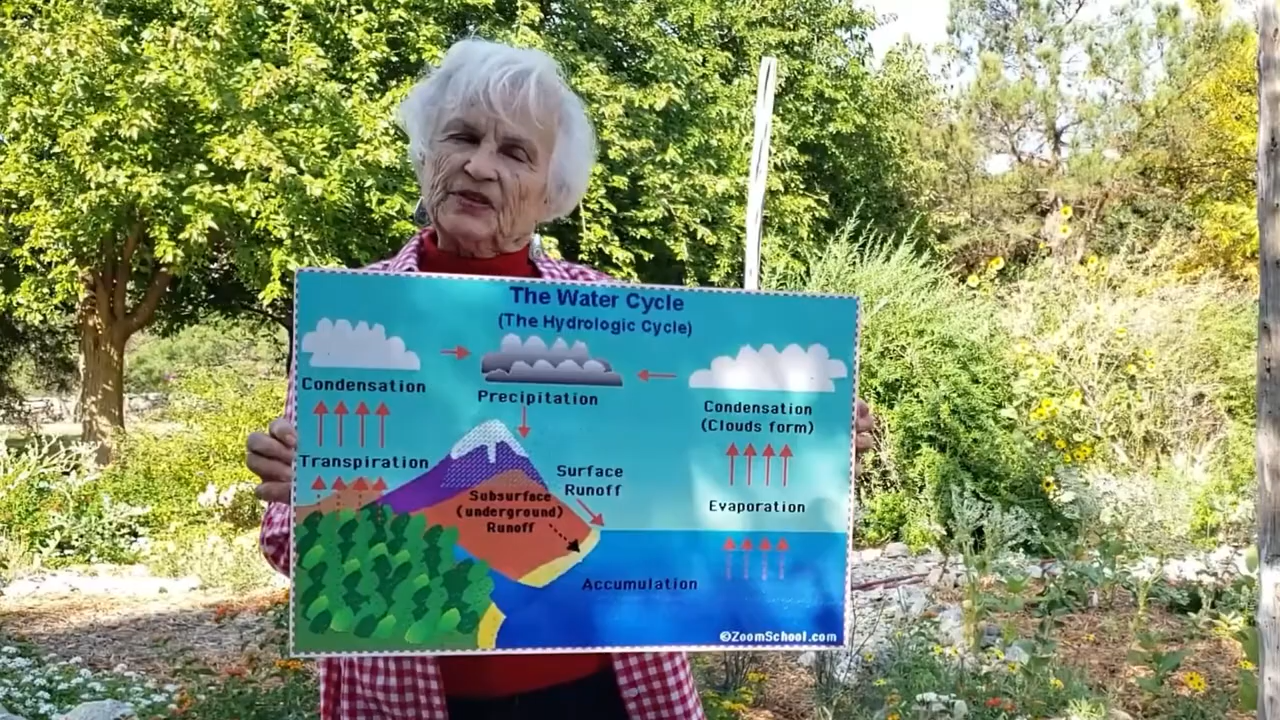 The Water Cycle
(The Hydrologic Cycle)
Condensation
Precipitation
Condensation
(Clouds form)
Transpiration
Surface
Runoff
Subsurface
(underground)
Runoff
Evaporation
Accumulation
©ZoomSchool.com